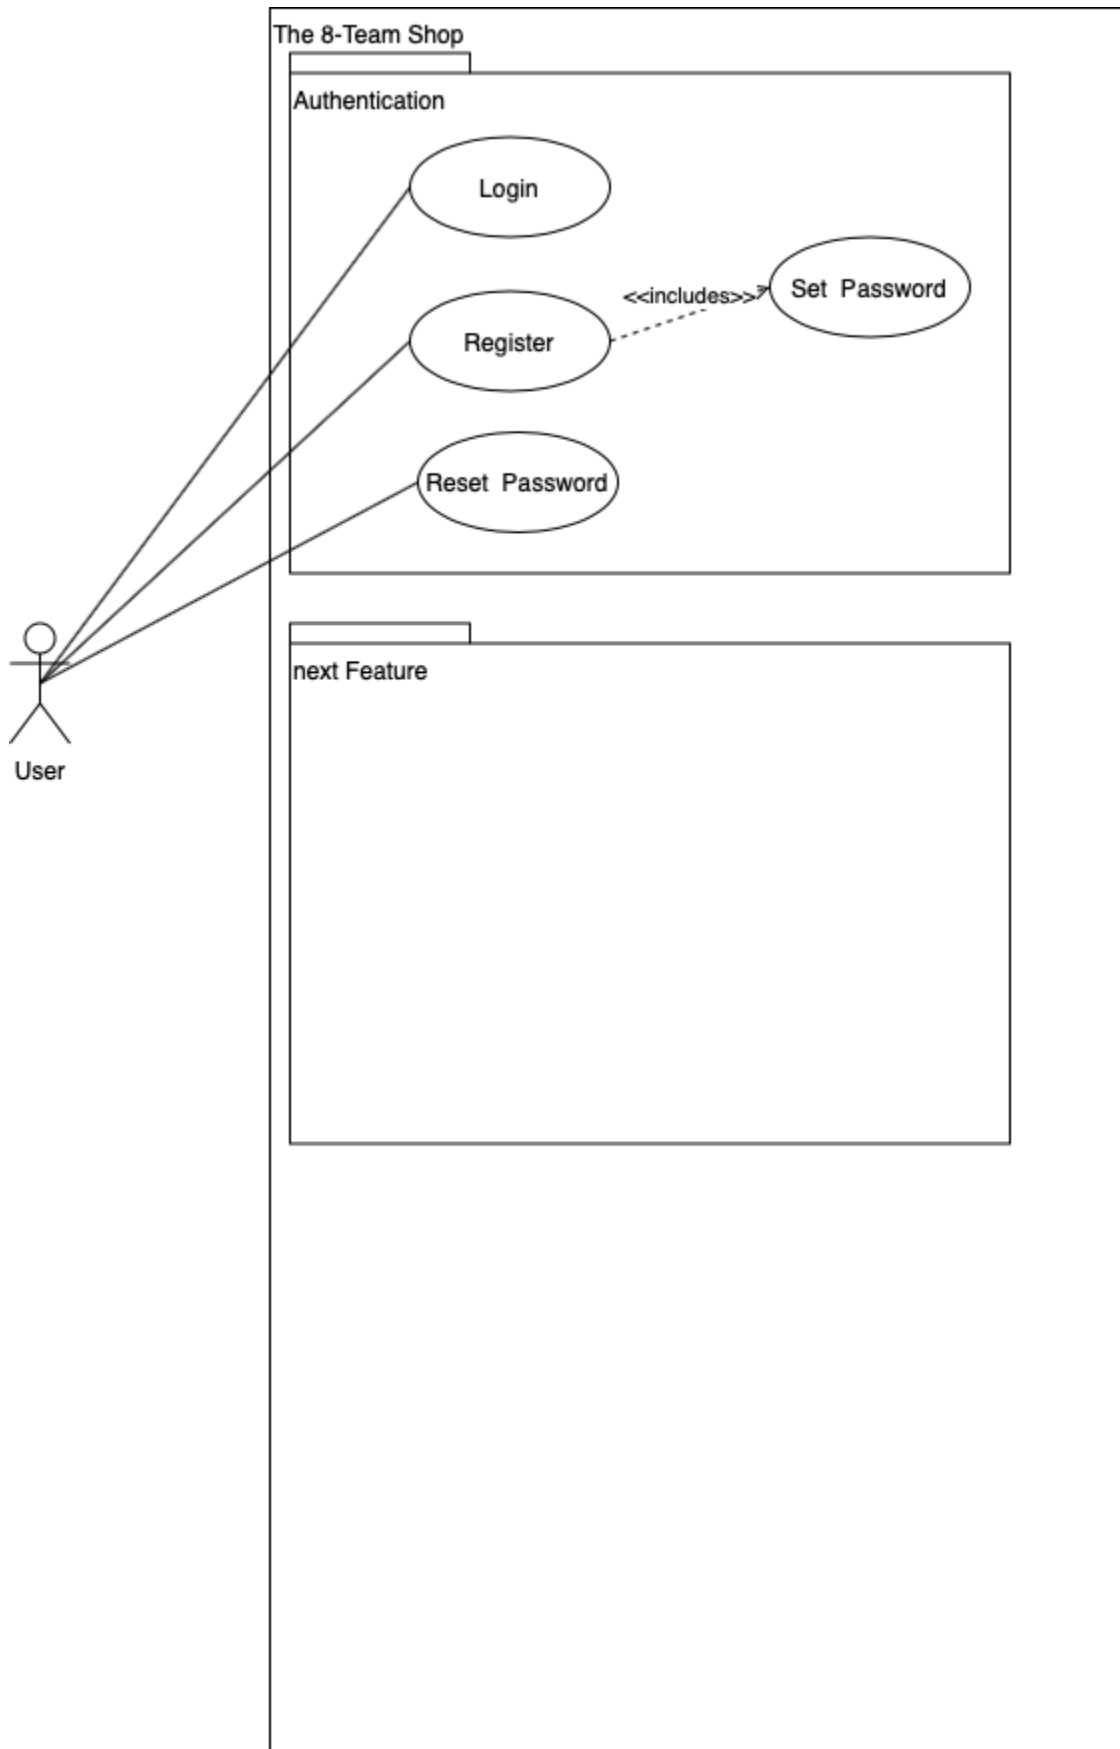 The 8-Team Shop
Authentication
Login
<<includes>>
Set Password
Register
Reset Password
next Feature
User